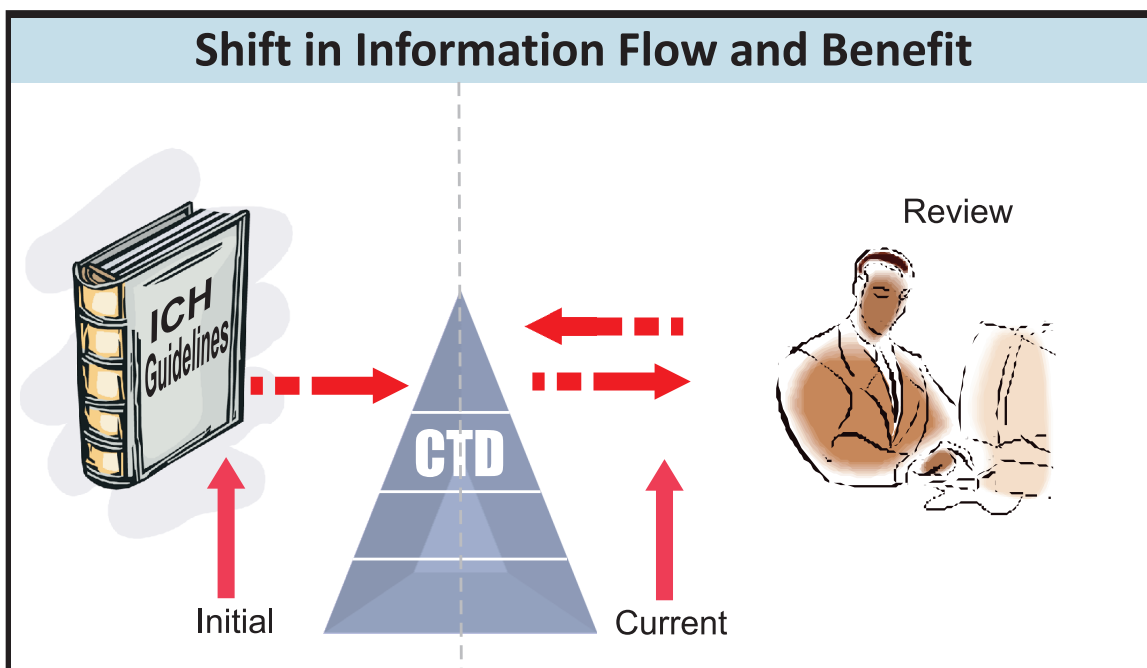 Shift in Information Flow and Benefit
Review
ICH
Guidelines
CTD
Initial
Current